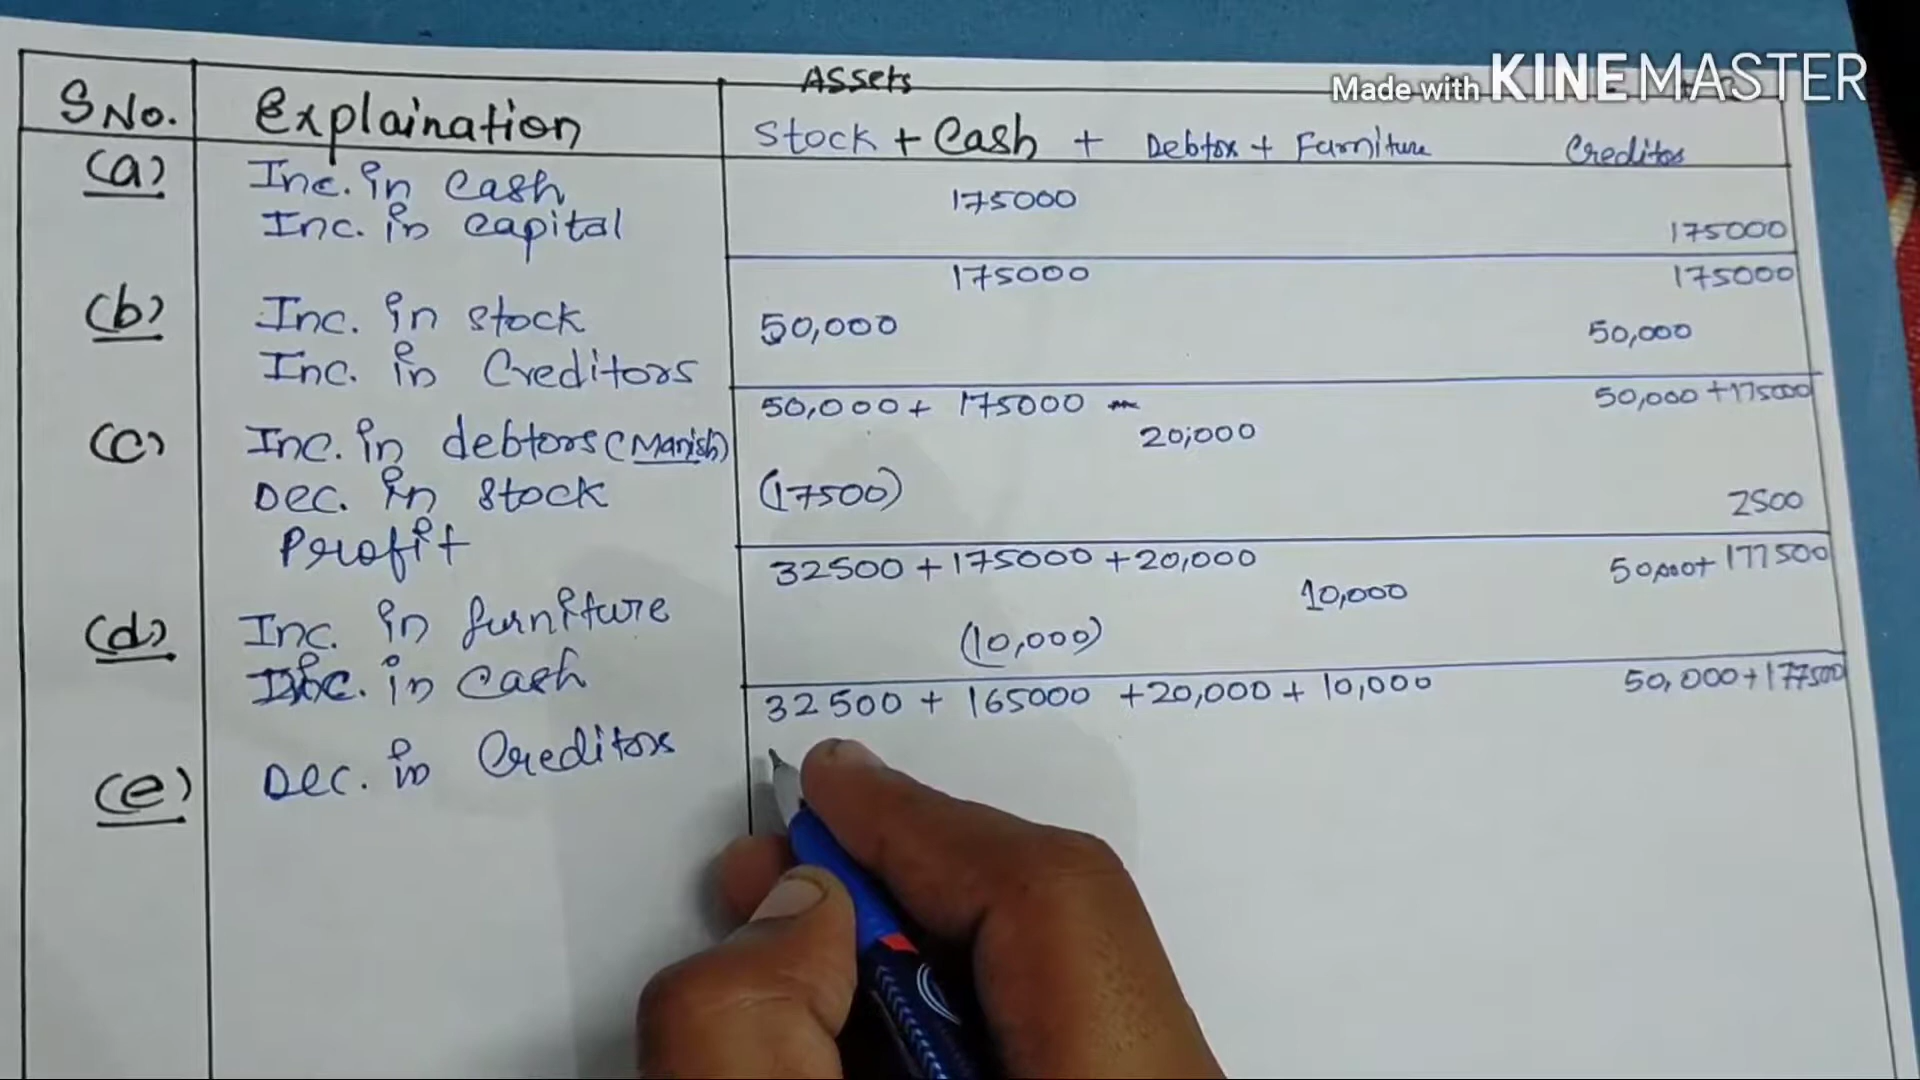 Assets
Made with KINEMASTER
S No. Explaination Stock + Cash + Debtox + Furniture Creditos
(a) Inc. in cash 175000
Inc. in capital 175000
175000 175000
(b) Inc. in stock 50,000 50,000
Inc. in Creditors
50,000 + 175000 50,000 + 175000
(c) Inc. in debtors (Manish) 20,000
Dec. in stock (17500) 2500
Profit
32500 + 175000 + 20,000 50,000+ 177500
(d) Inc. in furniture 10,000
Dec. in cash (10,000)
32500 + 165000 +20,000 + 10,000 50,000+177500
(e) Dec. in Creditors